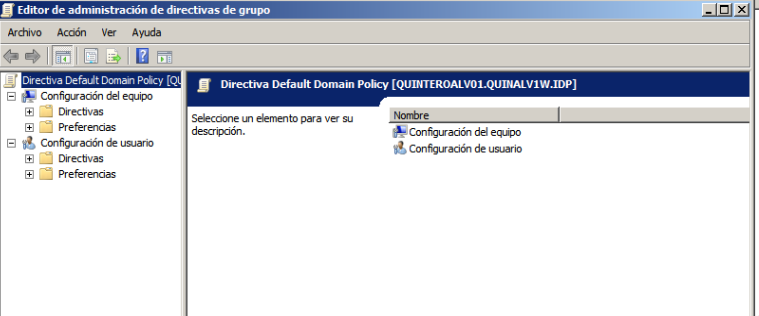 Editor de administración de directivas de grupo
Archivo Acción Ver Ayuda
Directiva Default Domain Policy [QU
Configuración del equipo
Directivas
Preferencias
Configuración de usuario
Directivas
Preferencias
Directiva Default Domain Policy [QUINTEROALV01.QUINALV1W.IDP]
Seleccione un elemento para ver su
descripción.
Nombre
Configuración del equipo
Configuración de usuario